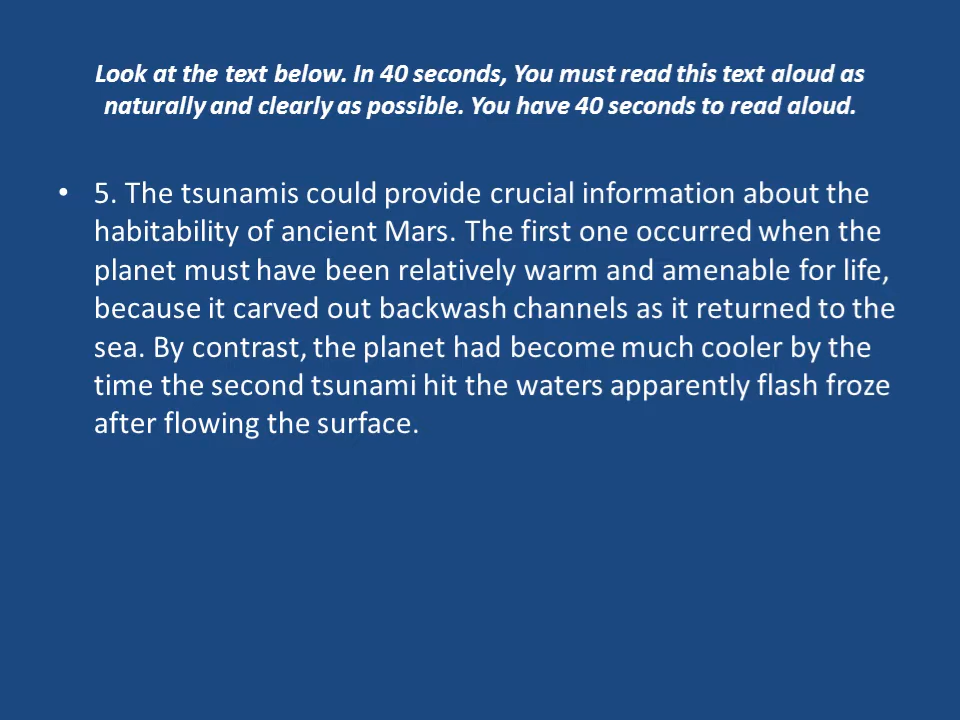 Look at the text below. In 40 seconds, You must read this text aloud as
naturally and clearly as possible. You have 40 seconds to read aloud.
• 5. The tsunamis could provide crucial information about the
habitability of ancient Mars. The first one occurred when the
planet must have been relatively warm and amenable for life,
because it carved out backwash channels as it returned to the
sea. By contrast, the planet had become much cooler by the
time the second tsunami hit the waters apparently flash froze
after flowing the surface.